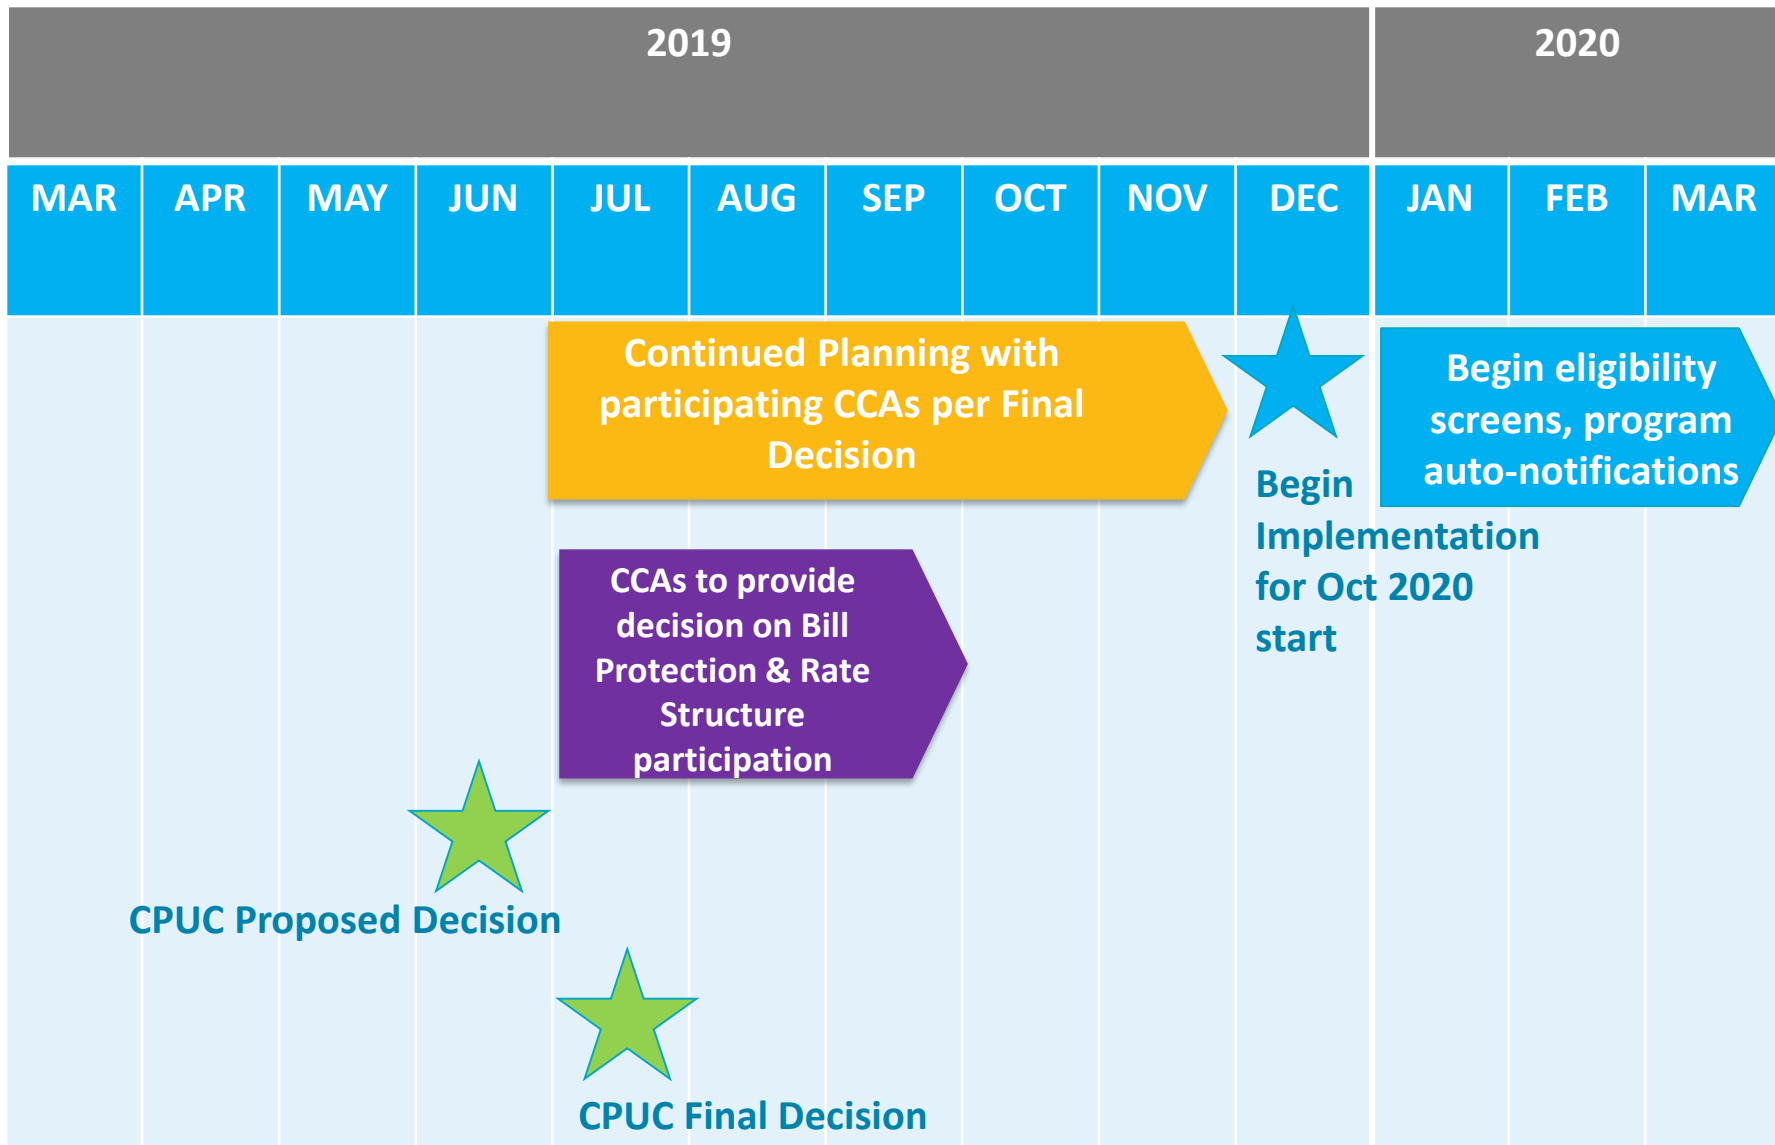 2019
2020
MAR
APR
MAY
JUN
JUL
AUG
SEP
OCT
NOV
DEC
JAN
FEB
MAR
Continued Planning with
participating CCAs per Final
Decision
Begin eligibility
screens, program
auto-notifications
Begin
Implementation
for Oct 2020
start
CCAs to provide
decision on Bill
Protection & Rate
Structure
participation
CPUC Proposed Decision
CPUC Final Decision